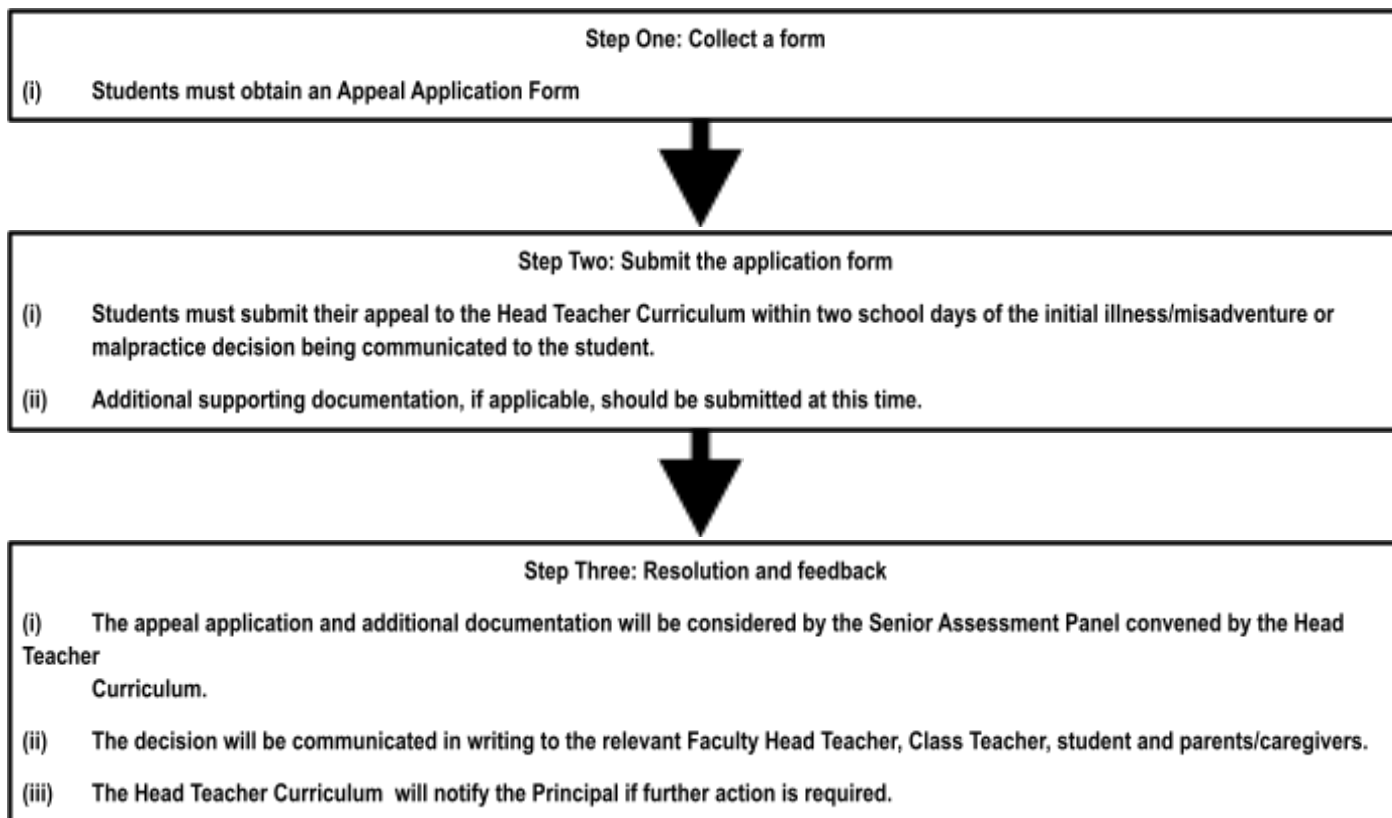 Step One: Collect a form
(i) Students must obtain an Appeal Application Form
Step Two: Submit the application form
(i) Students must submit their appeal to the Head Teacher Curriculum within two school days of the initial illness/misadventure or
malpractice decision being communicated to the student.
(ii) Additional supporting documentation, if applicable, should be submitted at this time.
Step Three: Resolution and feedback
(i) The appeal application and additional documentation will be considered by the Senior Assessment Panel convened by the Head
Teacher
Curriculum.
(ii) The decision will be communicated in writing to the relevant Faculty Head Teacher, Class Teacher, student and parents/caregivers.
(iii) The Head Teacher Curriculum will notify the Principal if further action is required.